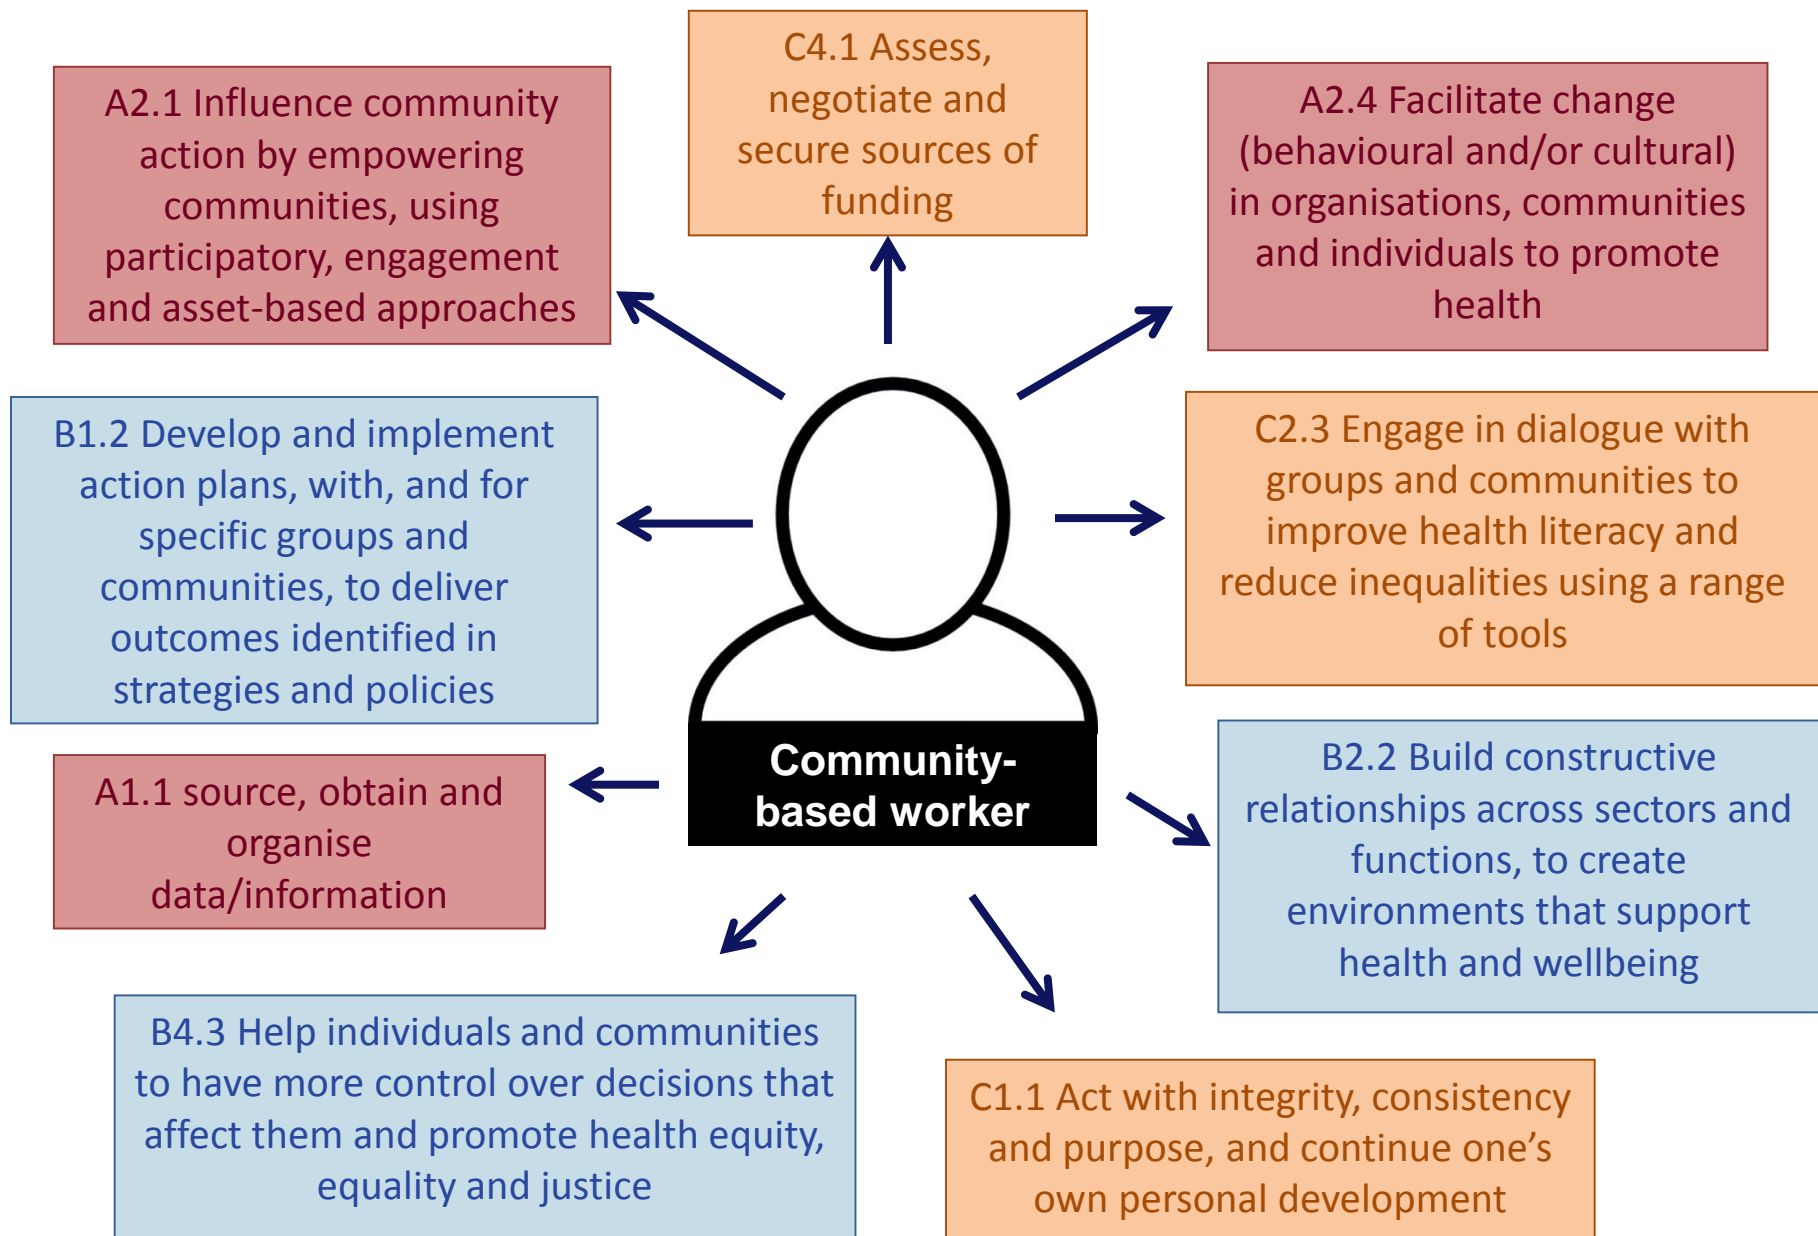 C4.1 Assess,
negotiate and
secure sources of
funding
A2.1 Influence community
action by empowering
communities, using
participatory, engagement
and asset-based approaches
A2.4 Facilitate change
(behavioural and/or cultural)
in organisations, communities
and individuals to promote
health
B1.2 Develop and implement
action plans, with, and for
specific groups and
communities, to deliver
outcomes identified in
strategies and policies
C2.3 Engage in dialogue with
groups and communities to
improve health literacy and
reduce inequalities using a range
of tools
Community-
based worker
A1.1 source, obtain and
organise
data/information
B2.2 Build constructive
relationships across sectors and
functions, to create
environments that support
health and wellbeing
B4.3 Help individuals and communities
to have more control over decisions that
affect them and promote health equity,
equality and justice
C1.1 Act with integrity, consistency
and purpose, and continue one’s
own personal development